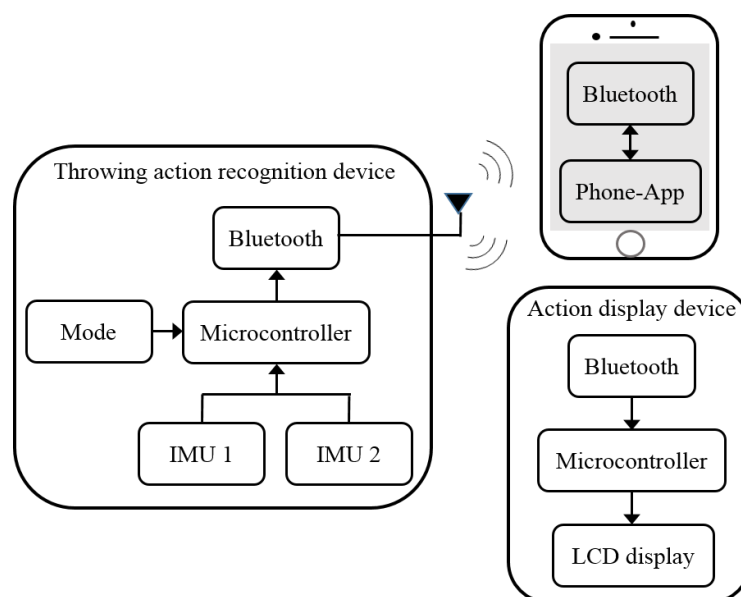 Throwing action recognition device
Bluetooth
Mode
Microcontroller
IMU 1
IMU 2
Bluetooth
Phone-App
Action display device
Bluetooth
Microcontroller
LCD display